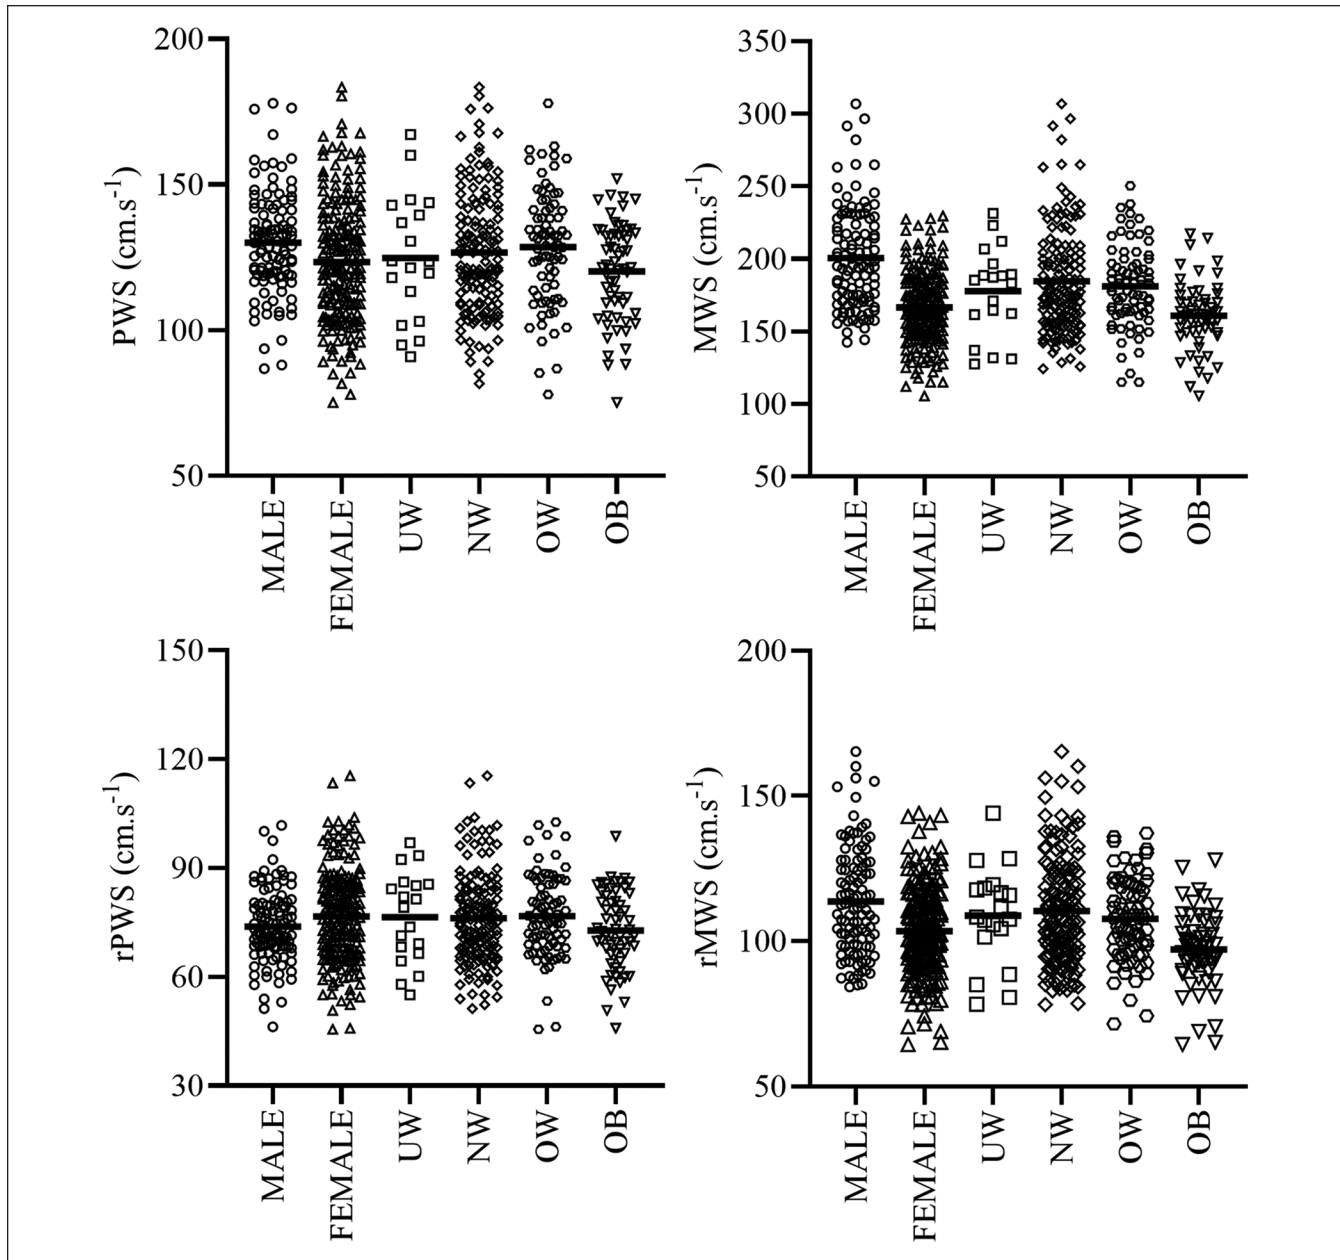 PWS (cm.s-1)
200
150
100
50
MALE
FEMALE
UW
NW
OW
OB
MWS (cm.s-1)
350
300
250
200
150
100
50
MALE
FEMALE
UW
NW
OW
OB
rPWS (cm.s-1)
150
120
90
60
30
MALE
FEMALE
UW
NW
OW
OB
rMWS (cm.s-1)
200
150
100
50
MALE
FEMALE
UW
NW
OW
OB